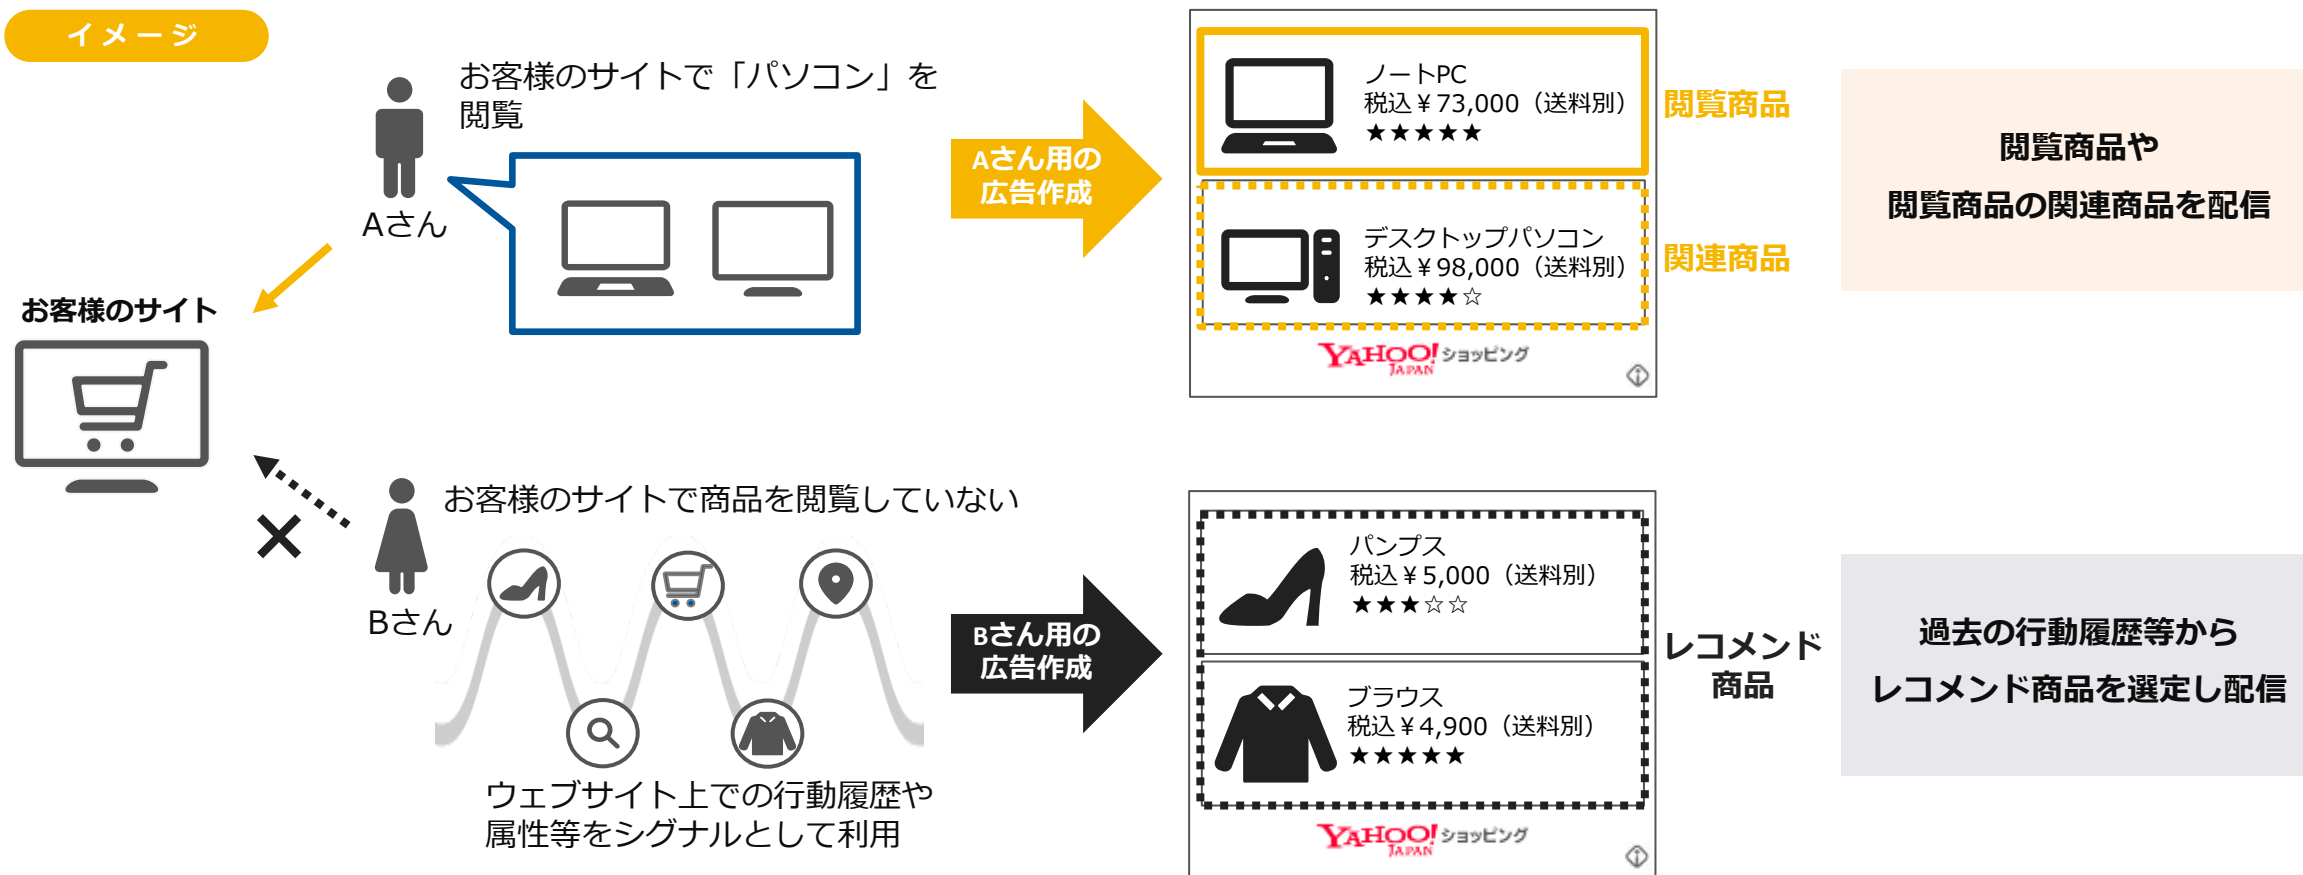 イメージ
お客様のサイトで「パソコン」を
閲覧
Aさん
お客様のサイト
Aさん用の
広告作成
ノートPC
税込￥73,000（送料別）
★★★★★
閲覧商品
デスクトップパソコン
税込￥98,000（送料別）
★★★★☆
関連商品
YAHOO! ショッピング
JAPAN
閲覧商品や
閲覧商品の関連商品を配信
お客様のサイトで商品を閲覧していない
Bさん
ウェブサイト上での行動履歴や
属性等をシグナルとして利用
Bさん用の
広告作成
パンプス
税込￥5,000（送料別）
★★★☆☆
ブラウス
税込￥4,900（送料別）
★★★★★
レコメンド
商品
YAHOO! ショッピング
JAPAN
過去の行動履歴等から
レコメンド商品を選定し配信